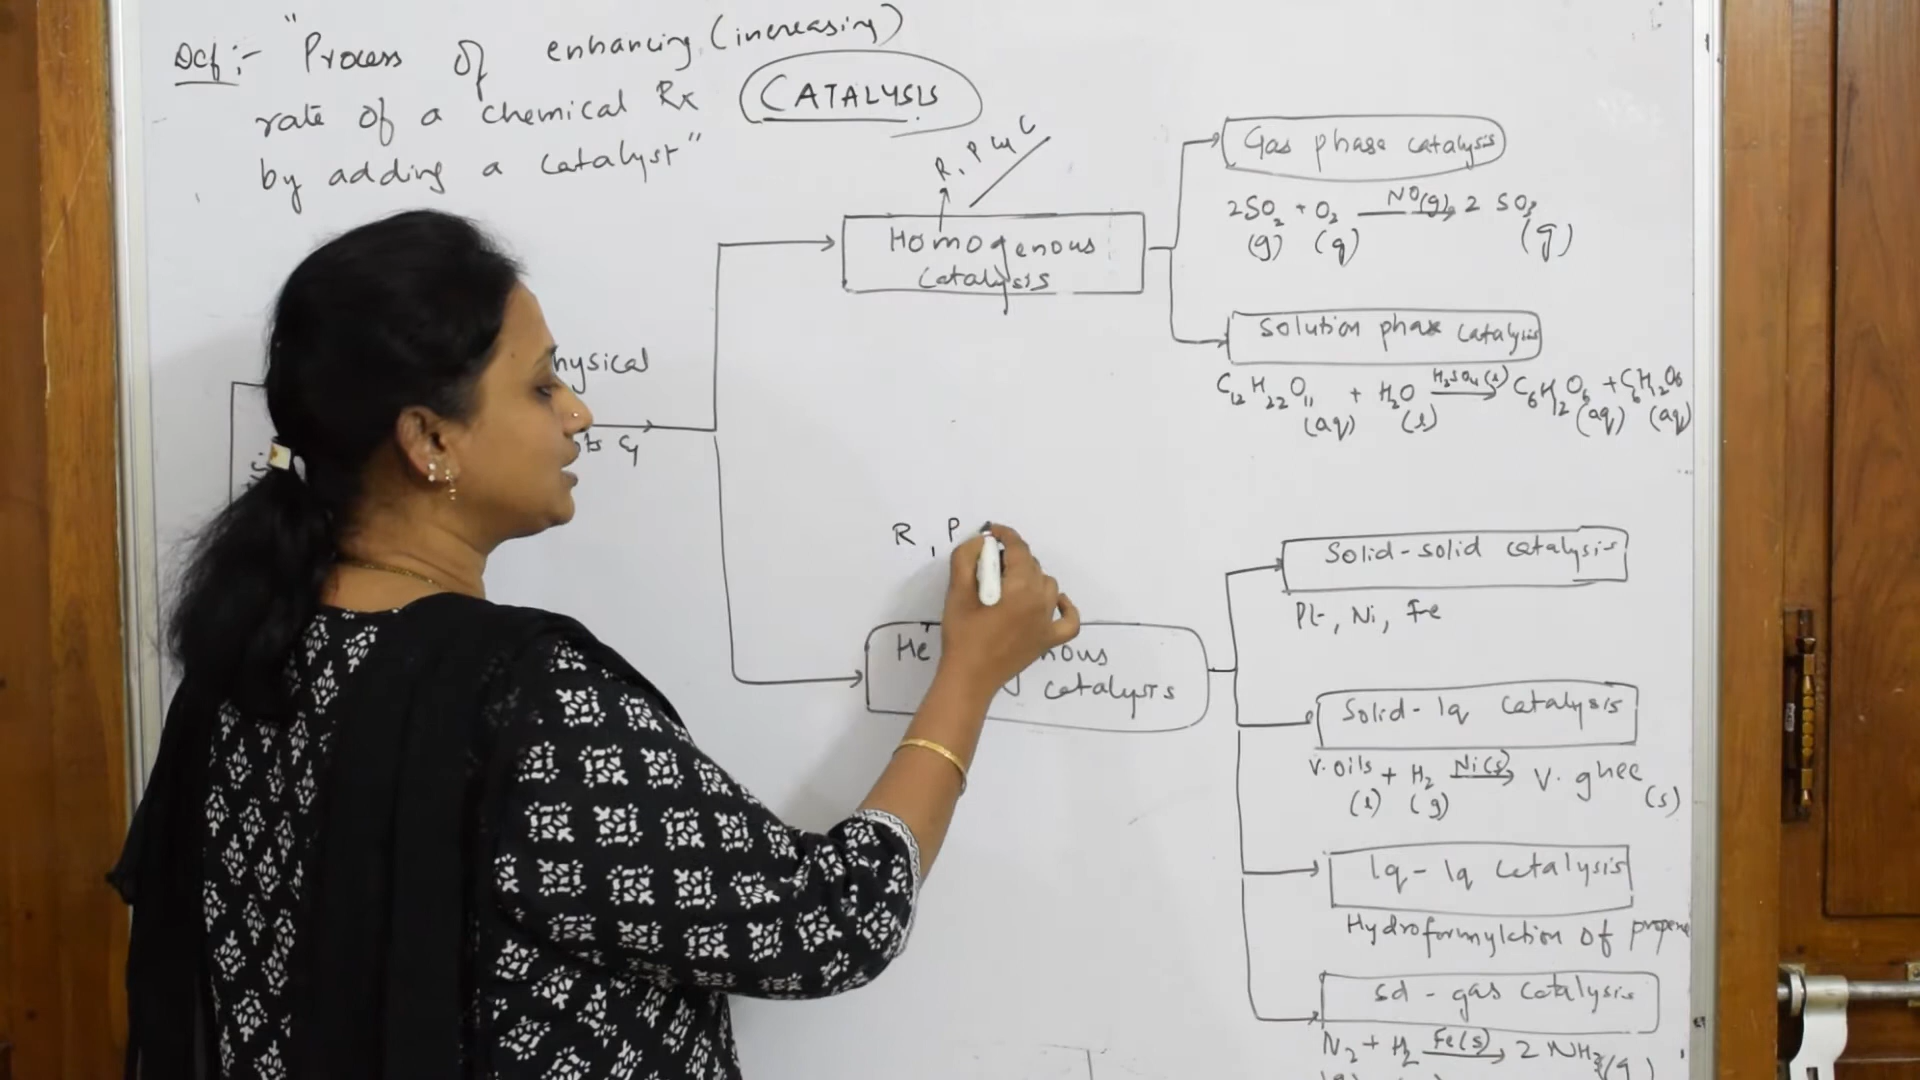 Def :- "Process of enhancing (increasing)
rate of a chemical Rx
by adding a catalyst"
CATALYSIS
R, P
Homogenous
Catalysis
Gas phase catalysis
2SO2 + O2 NO(g) 2 SO3
(g) (g) (g)
Solution phase catalysis
C12H22O11 + H2O H2SO4(l) C6H12O6 + C6H12O6
(aq) (l) (aq) (aq)
hysical
R, P
He nous
catalysis
Solid-solid catalysis
Pt, Ni, Fe
Solid-lq catalysis
V. oils + H2 Ni(s) V. ghee (s)
(l) (g)
lq-lq catalysis
Hydroformylation of propene
sd - gas catalysis
N2 + H2 Fe(s) 2 NH3(g)